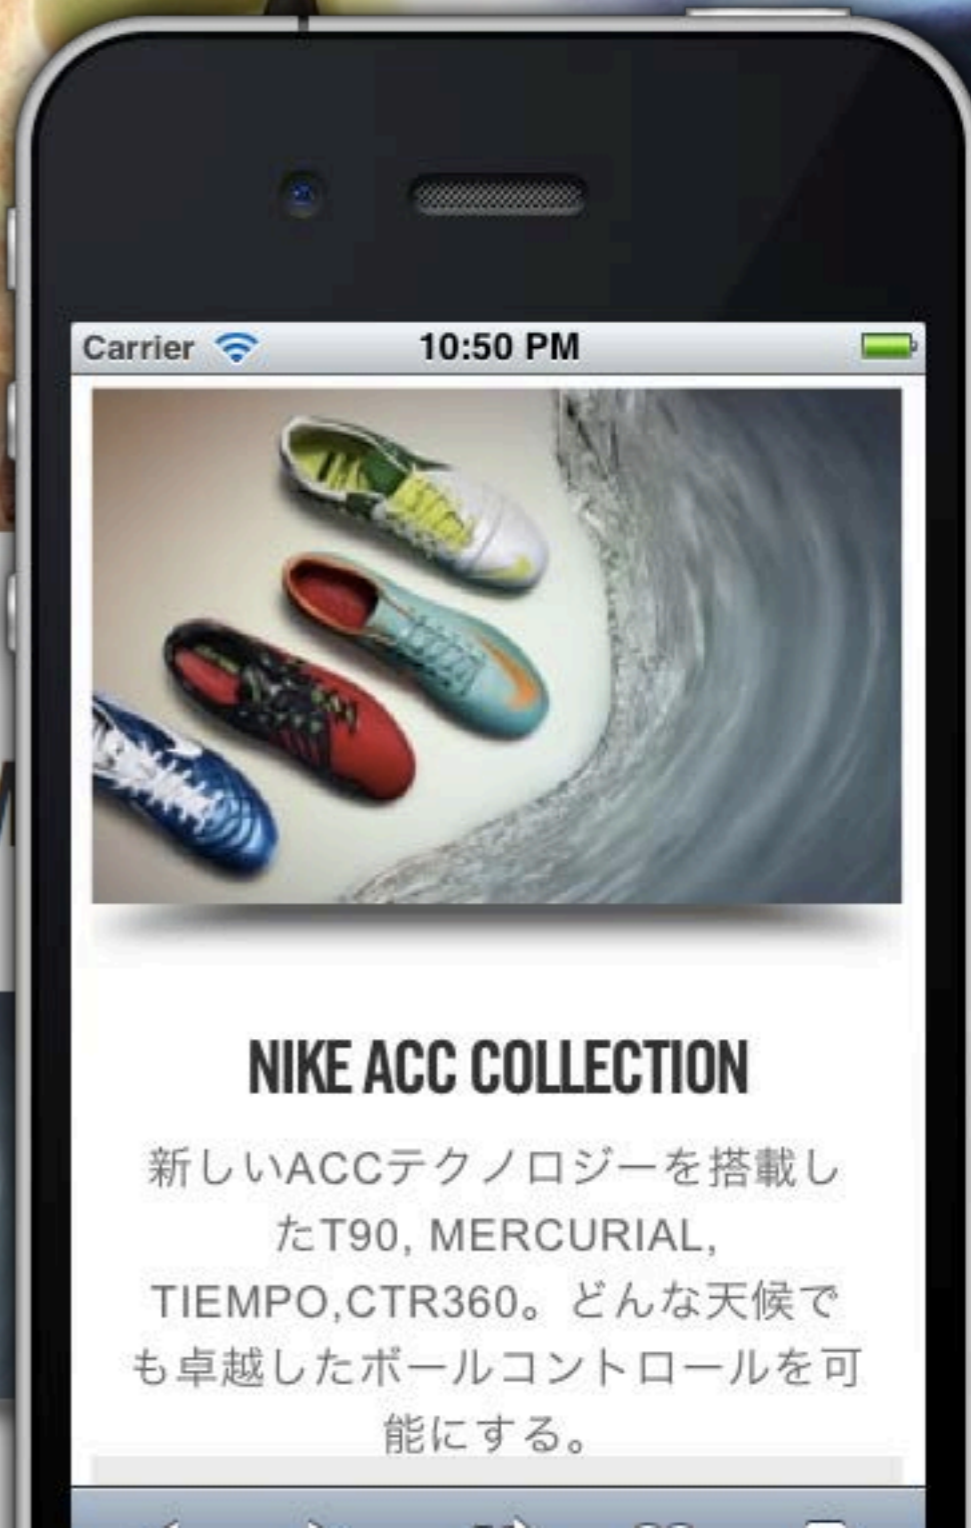 Carrier 10:50 PM
NIKE ACC COLLECTION
新しいACCテクノロジーを搭載し
たT90, MERCURIAL,
TIEMPO,CTR360。どんな天候で
も卓越したボールコントロールを可
能にする。